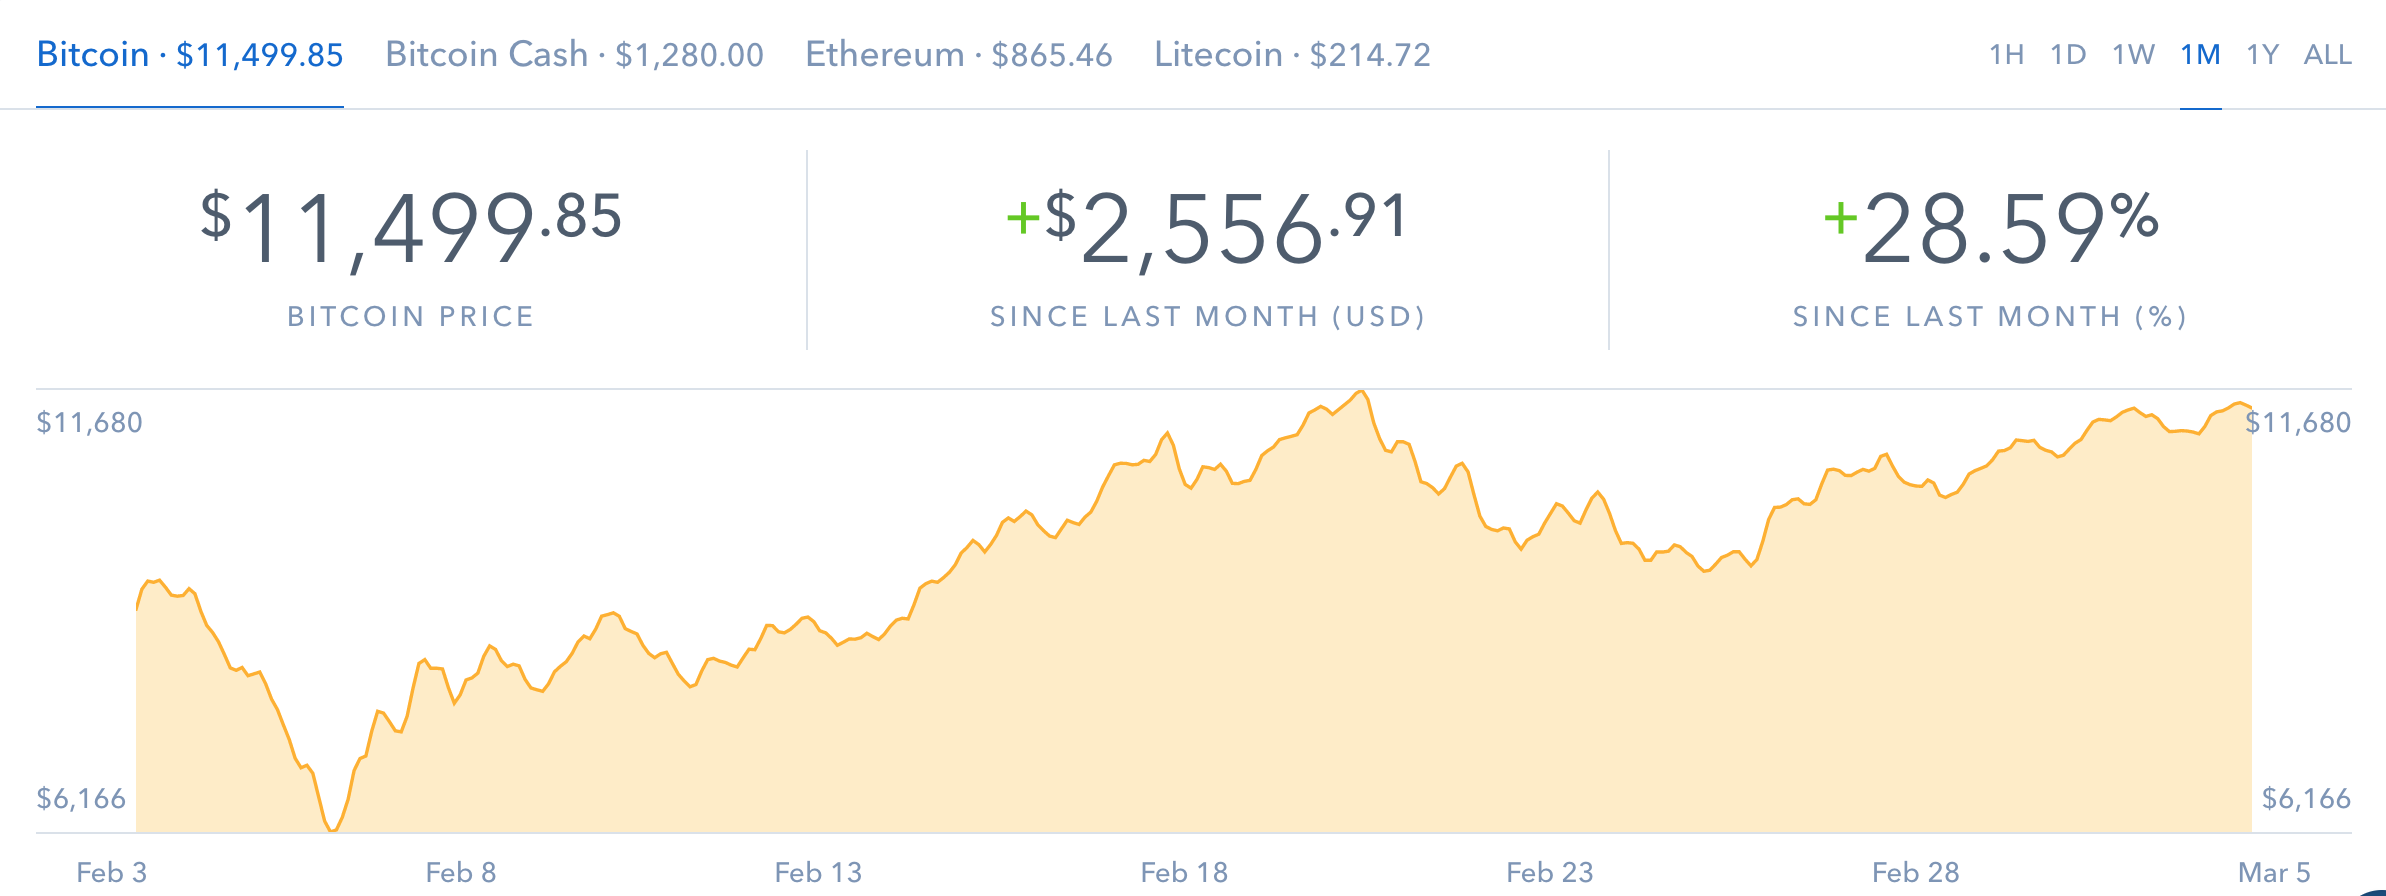 Bitcoin · $11,499.85 Bitcoin Cash · $1,280.00 Ethereum · $865.46 Litecoin · $214.72 1H 1D 1W 1M 1Y ALL
$11,499.85 +$2,556.91 +28.59%
BITCOIN PRICE SINCE LAST MONTH (USD) SINCE LAST MONTH (%)
$11,680 $11,680
$6,166 $6,166
Feb 3 Feb 8 Feb 13 Feb 18 Feb 23 Feb 28 Mar 5